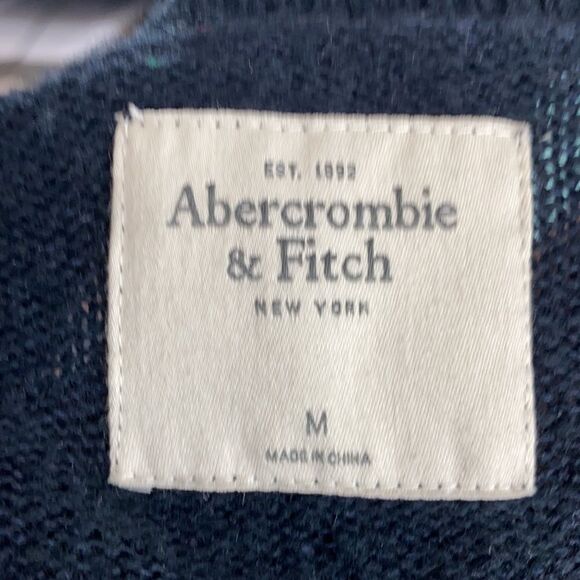 EST. 1892
Abercrombie
& Fitch
NEW YORK
M
MADE IN CHINA